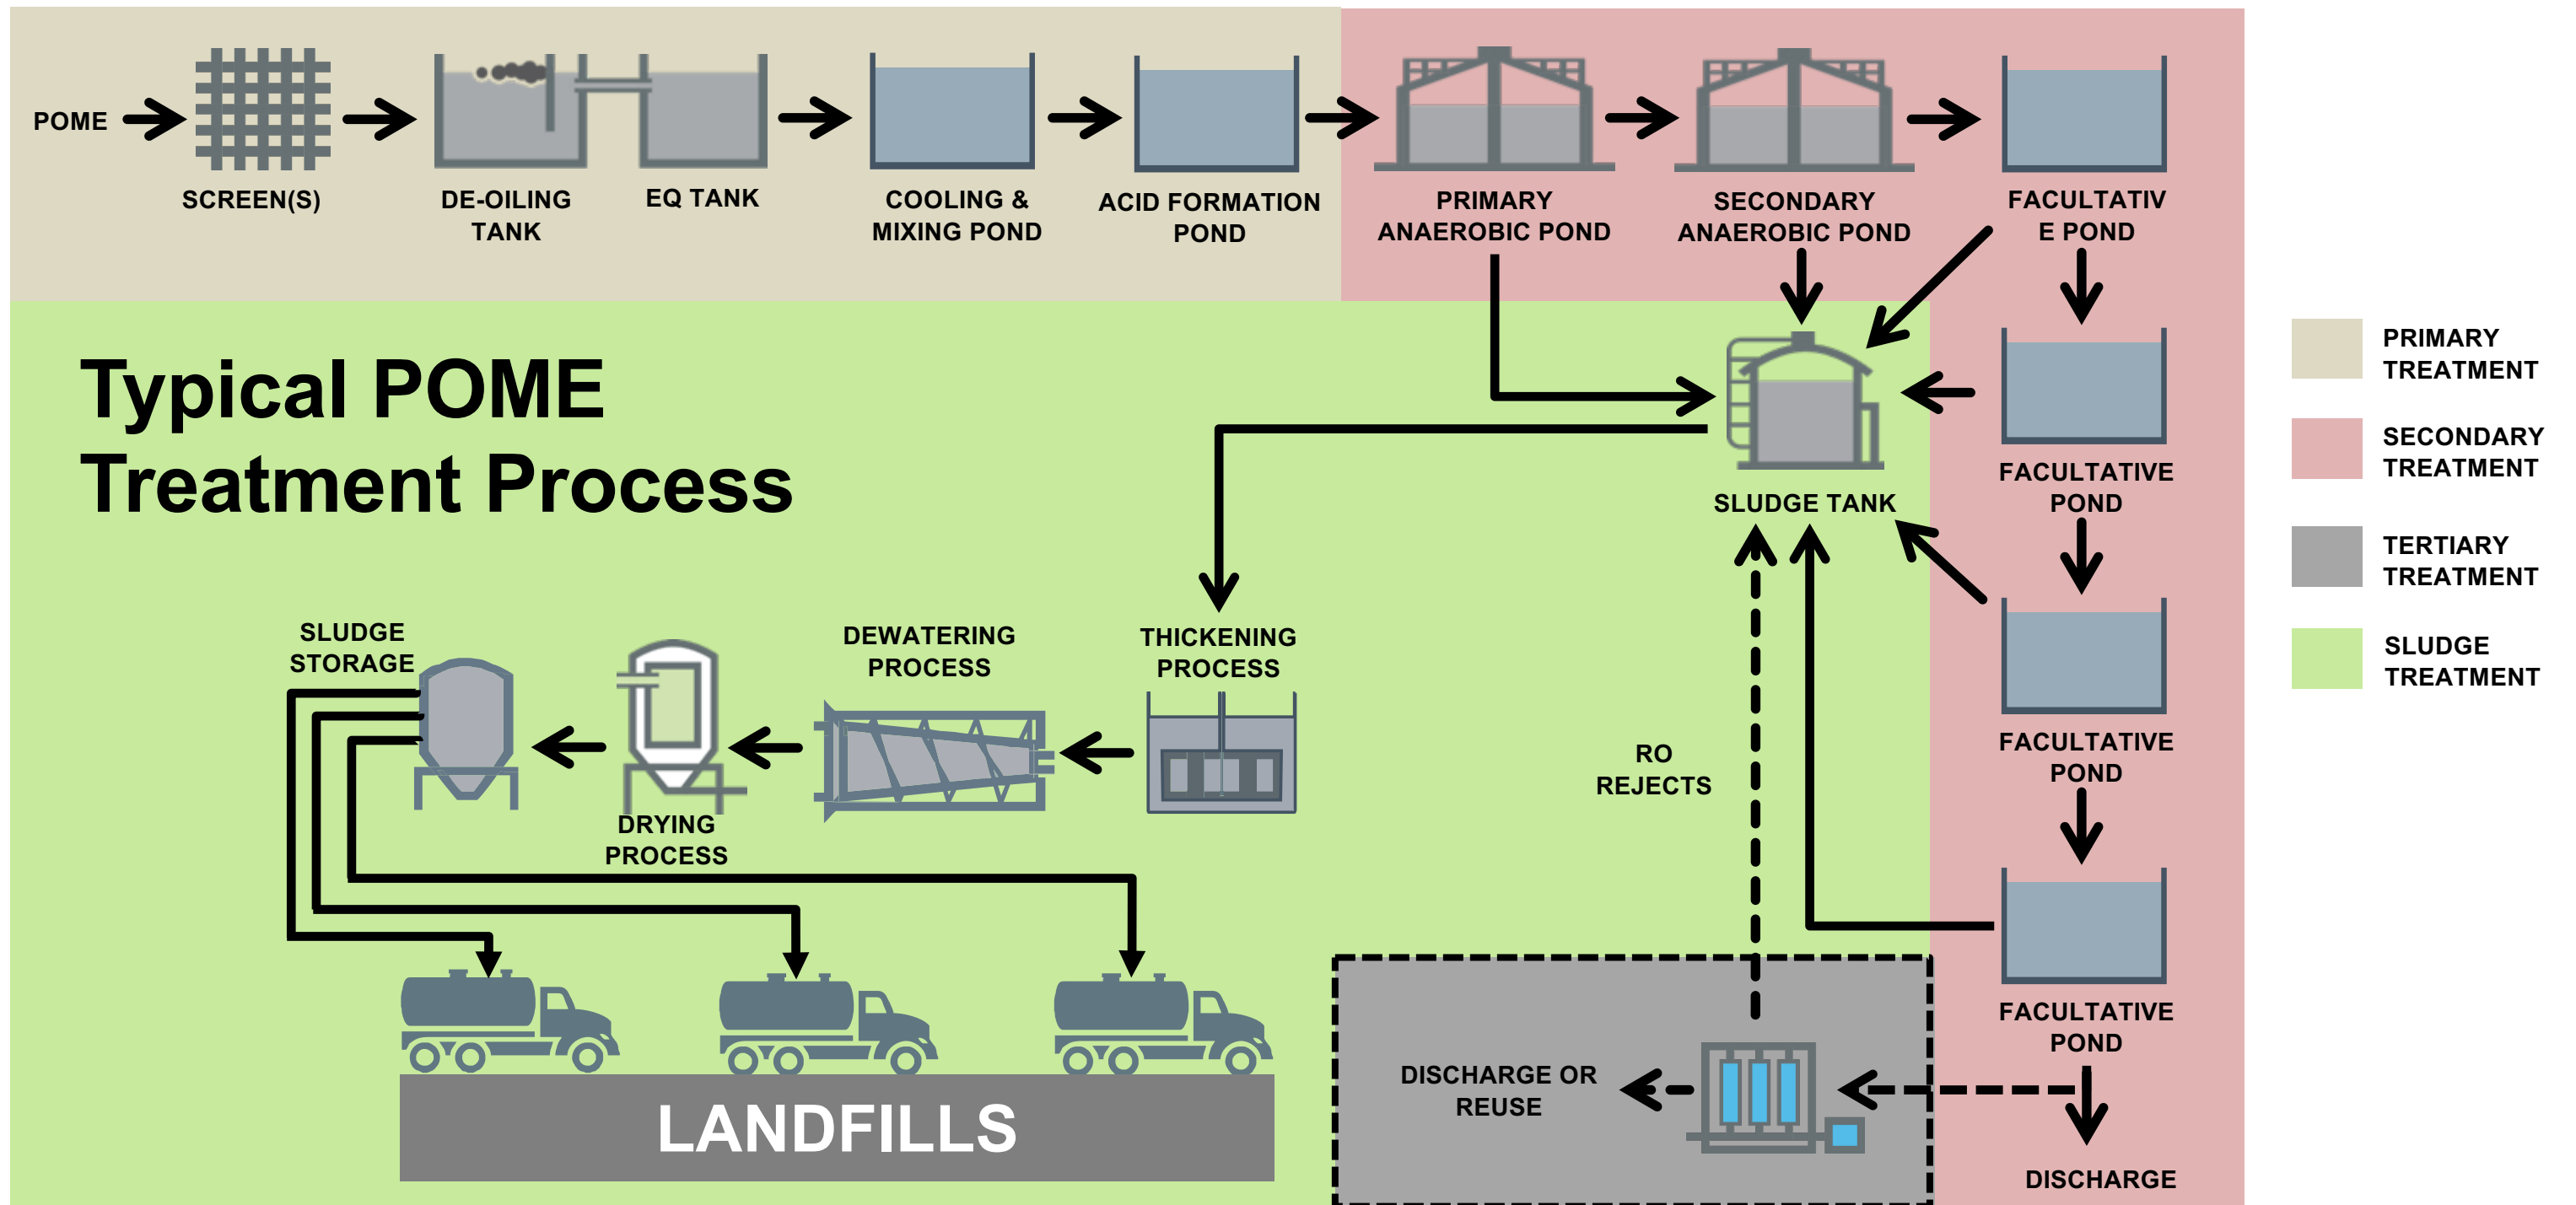 POME
SCREEN(S)
DE-OILING
TANK
EQ TANK
COOLING &
MIXING POND
ACID FORMATION
POND
PRIMARY
ANAEROBIC POND
SECONDARY
ANAEROBIC POND
FACULTATIV
E POND
Typical POME
Treatment Process
SLUDGE TANK
FACULTATIVE
POND
PRIMARY
TREATMENT
SECONDARY
TREATMENT
TERTIARY
TREATMENT
SLUDGE
TREATMENT
SLUDGE
STORAGE
DRYING
PROCESS
DEWATERING
PROCESS
THICKENING
PROCESS
RO
REJECTS
FACULTATIVE
POND
FACULTATIVE
POND
DISCHARGE OR
REUSE
DISCHARGE
LANDFILLS